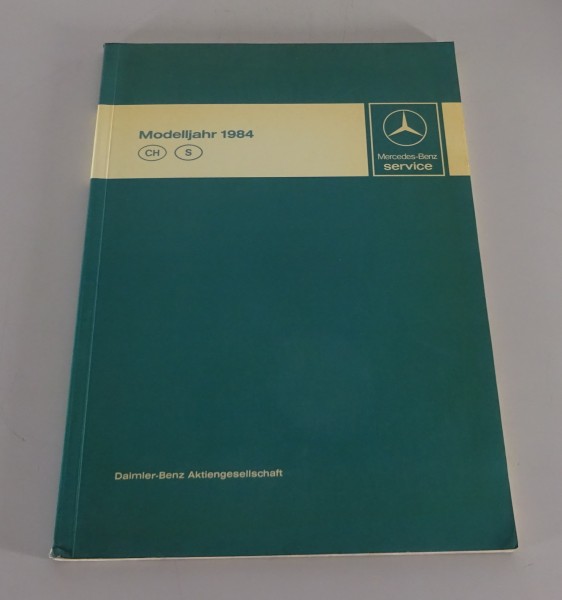 Modelljahr 1984
CH S
Mercedes-Benz
service
Daimler-Benz Aktiengesellschaft